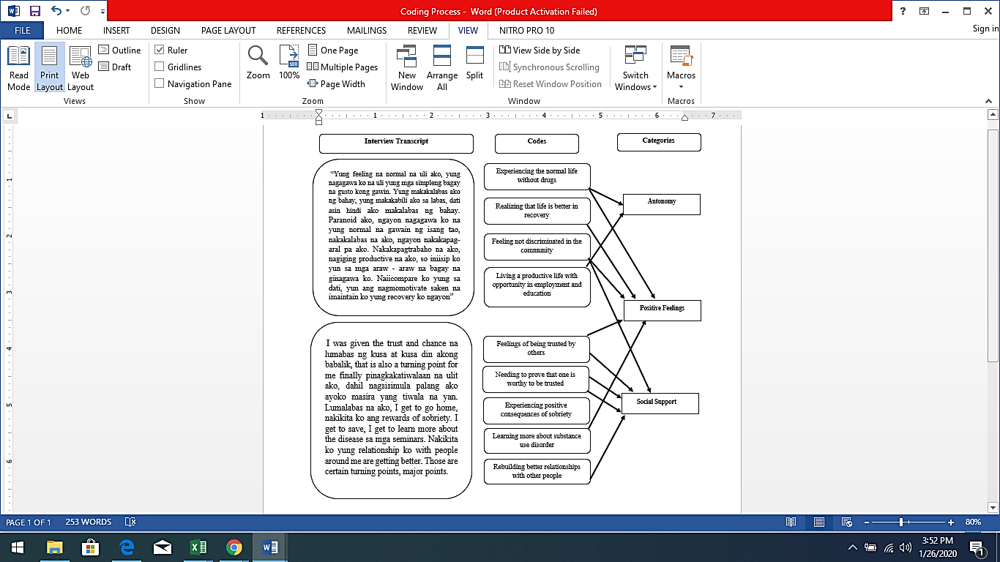 Coding Process - Word (Product Activation Failed)
FILE HOME INSERT DESIGN PAGE LAYOUT REFERENCES MAILINGS REVIEW VIEW NITRO PRO 10 Sign in
Read Mode
Print Layout
Web Layout
Outline
Draft
Views
Ruler
Gridlines
Navigation Pane
Show
Zoom
100%
One Page
Multiple Pages
Page Width
Zoom
New Window
Arrange All
Split
View Side by Side
Synchronous Scrolling
Reset Window Position
Window
Switch Windows
Macros
Macros
1 1 2 3 4 5 6 7
Interview Transcript
Codes
Categories
“Yung feeling na normal na uli ako, yung
nagagawa ko na uli yung mga simpleng bagay
na gusto kong gawin. Yung makakalabas ako
ng bahay, yung makakabili ako sa labas, dati
asin hindi ako makalabas ng bahay.
Paranoid ako, ngayon nagagawa ko na
yung normal na gawain ng isang tao,
nakakalabas na ako, ngayon nakakapag-
aral pa ako. Nakakapagtrabaho na ako,
nagiging productive na ako, so iniisip ko
yun sa mga araw - araw na bagay na
ginagawa ko. Naiicompare ko yung sa
dati, yun ang nagmomotivate saken na
imaintain ko yung recovery ko ngayon”
Experiencing the normal life
without drugs
Realizing that life is better in
recovery
Feeling not discriminated in the
community
Living a productive life with
opportunity in employment and
education
Autonomy
Positive Feelings
I was given the trust and chance na
lumabas ng kusa at kusa din akong
babalik, that is also a turning point for
me finally pinagkakatiwalaan na ulit
ako, dahil nagsisimula palang ako
ayoko masira yang tiwala na yan.
Lumalabas na ako, I get to go home,
nakikita ko ang rewards of sobriety. I
get to save, I get to learn more about
the disease sa mga seminars. Nakikita
ko yung relationship ko with people
around me are getting better. Those are
certain turning points, major points.
Feelings of being trusted by
others
Needing to prove that one is
worthy to be trusted
Experiencing positive
consequences of sobriety
Learning more about substance
use disorder
Rebuilding better relationships
with other people
Social Support
1
2
3
4
5
6
PAGE 1 OF 1 253 WORDS 80%
3:52 PM
1/26/2020
1